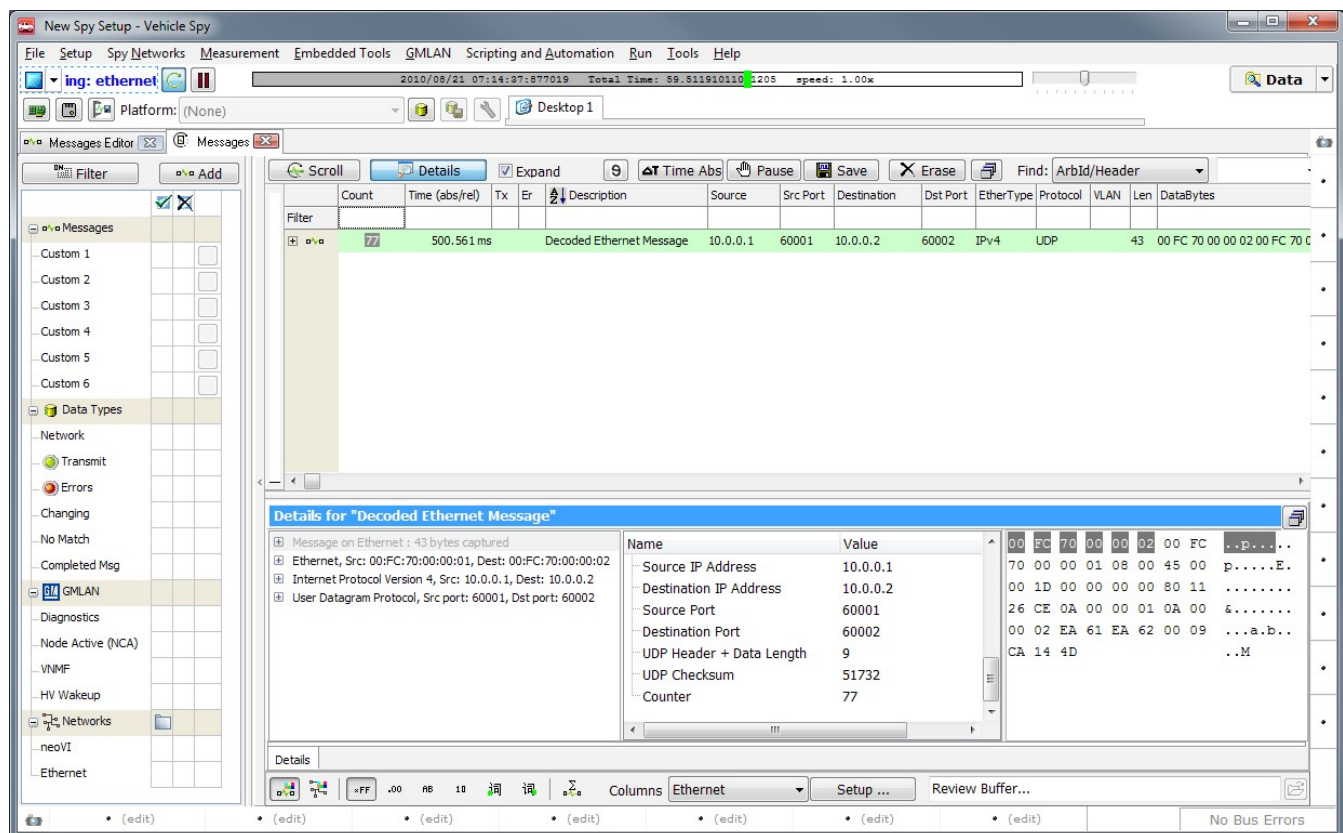 New Spy Setup - Vehicle Spy
File Setup Spy Networks Measurement Embedded Tools GMLAN Scripting and Automation Run Tools Help
ing: ethernet 2010/08/21 07:14:37:877019 Total Time: 59.511910110 1205 speed: 1.00x Data
Platform: (None) Desktop 1
Messages Editor Messages
Filter Add Scroll Details Expand 9 ΔT Time Abs Pause Save Erase Find: ArbId/Header
Count Time (abs/rel) Tx Er Description Source Src Port Destination Dst Port EtherType Protocol VLAN Len DataBytes
Filter
77 500.561 ms Decoded Ethernet Message 10.0.0.1 60001 10.0.0.2 60002 IPv4 UDP 43 00 FC 70 00 00 02 00 FC 70 0
Messages
Custom 1
Custom 2
Custom 3
Custom 4
Custom 5
Custom 6
Data Types
Network
Transmit
Errors
Changing
No Match
Completed Msg
GM GMLAN
Diagnostics
Node Active (NCA)
VNMF
HV Wakeup
Networks
neoVI
Ethernet
Details for "Decoded Ethernet Message"
Message on Ethernet : 43 bytes captured
Ethernet, Src: 00:FC:70:00:00:01, Dest: 00:FC:70:00:00:02
Internet Protocol Version 4, Src: 10.0.0.1, Dest: 10.0.0.2
User Datagram Protocol, Src port: 60001, Dst port: 60002
Name Value
Source IP Address 10.0.0.1
Destination IP Address 10.0.0.2
Source Port 60001
Destination Port 60002
UDP Header + Data Length 9
UDP Checksum 51732
Counter 77
00 FC 70 00 00 02 00 FC ..p.....
70 00 00 01 08 00 45 00 p.....E.
00 1D 00 00 00 00 80 11 ........
26 CE 0A 00 00 01 0A 00 &.......
00 02 EA 61 EA 62 00 09 ...a.b..
CA 14 4D ..M
Details
×FF .00 AB 10 词 词 Σ Columns Ethernet Setup ... Review Buffer...
(edit) (edit) (edit) (edit) (edit) (edit) (edit) No Bus Errors